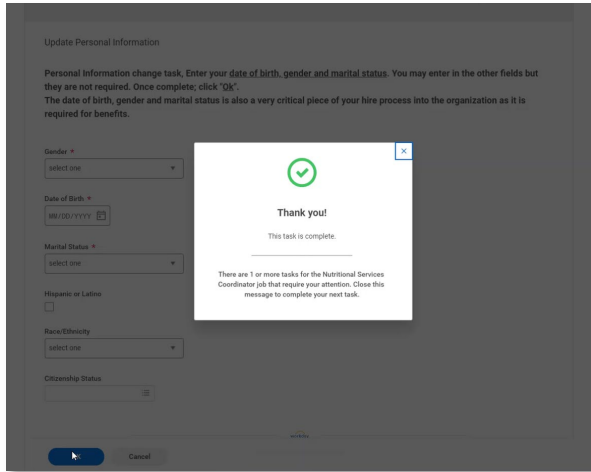 Update Personal Information
Personal Information change task, Enter your date of birth, gender and marital status. You may enter in the other fields but
they are not required. Once complete; click "Ok".
The date of birth, gender and marital status is also a very critical piece of your hire process into the organization as it is
required for benefits.
Gender *
select one
Date of Birth *
MM/DD/YYYY
Marital Status *
select one
Hispanic or Latino
Race/Ethnicity
select one
Citizenship Status
Thank you!
This task is complete.
There are 1 or more tasks for the Nutritional Services
Coordinator job that require your attention. Close this
message to complete your next task.
Cancel